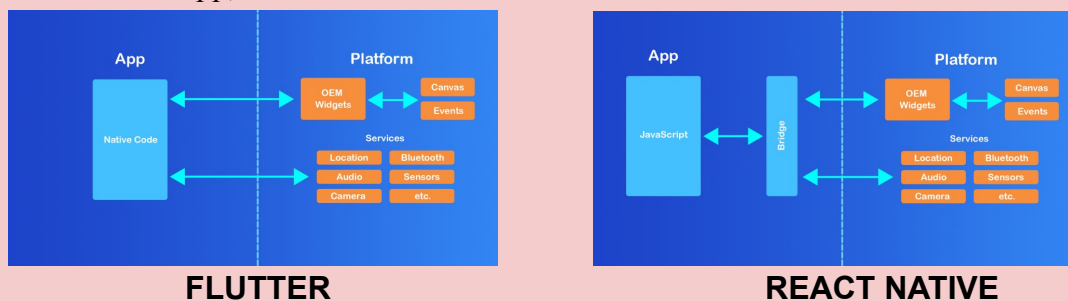 App
Platform
Native Code
OEM
Widgets
Canvas
Events
Services
Location
Bluetooth
Audio
Sensors
Camera
etc.
FLUTTER
App
Platform
JavaScript
Bridge
OEM
Widgets
Canvas
Events
Services
Location
Bluetooth
Audio
Sensors
Camera
etc.
REACT NATIVE